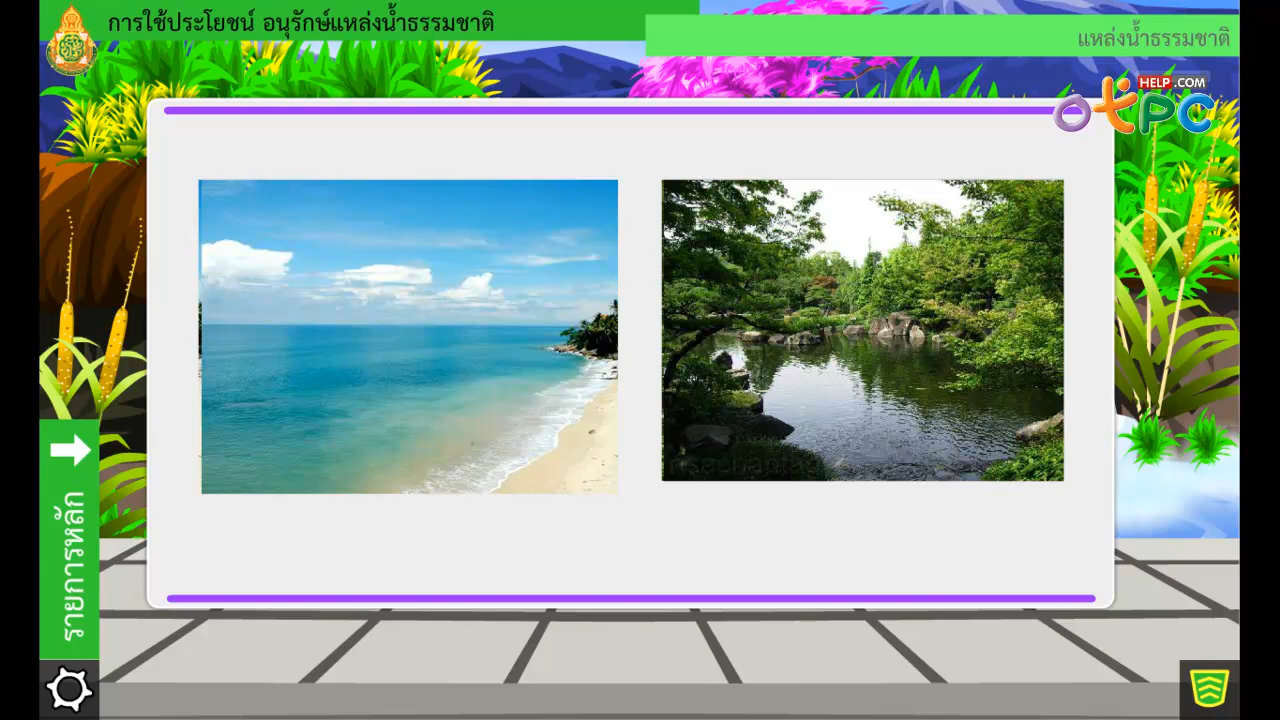 การใช้ประโยชน์ อนุรักษ์แหล่งน้ำธรรมชาติ
แหล่งน้ำธรรมชาติ
HELP .COM
otPC
รายการหลัก